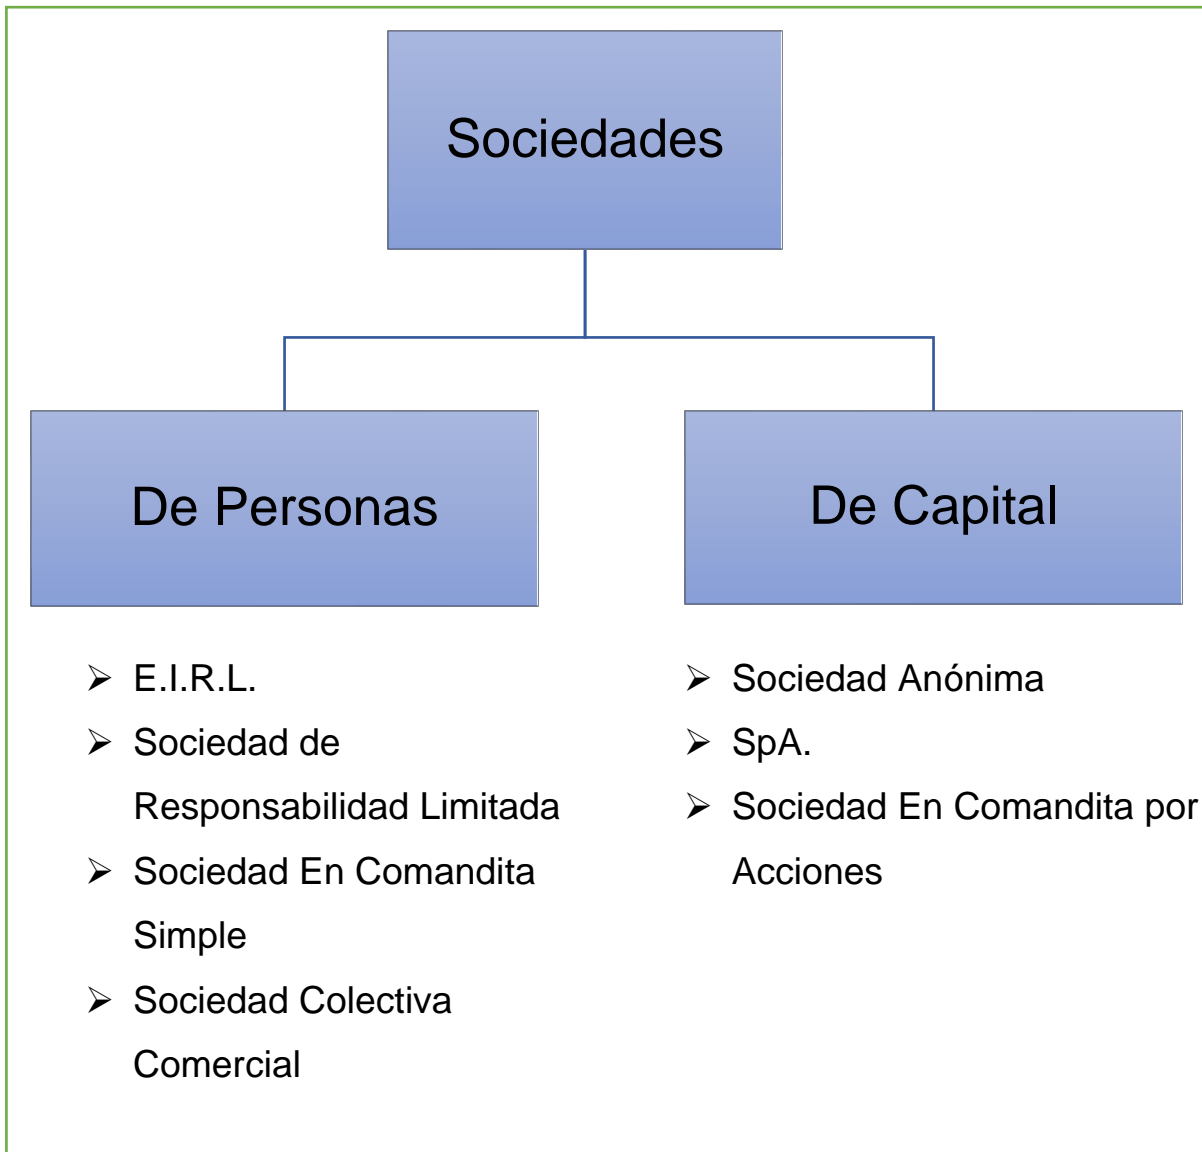 Sociedades
De Personas
De Capital
➢ E.I.R.L.
➢ Sociedad de
Responsabilidad Limitada
➢ Sociedad En Comandita
Simple
➢ Sociedad Colectiva
Comercial
➢ Sociedad Anónima
➢ SpA.
➢ Sociedad En Comandita por
Acciones